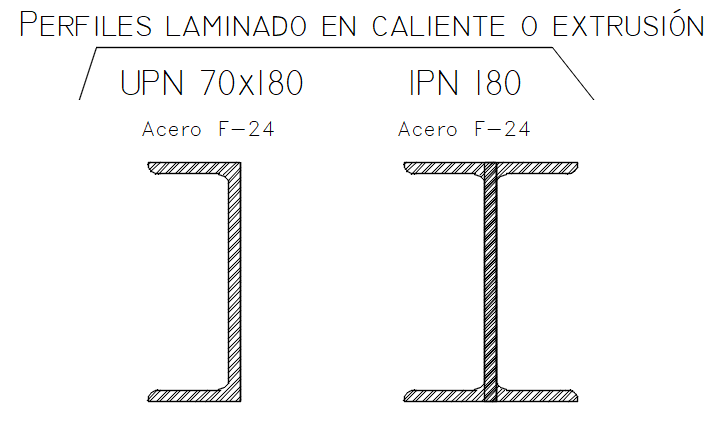 PERFILES LAMINADO EN CALIENTE O EXTRUSIÓN
UPN 70x180 IPN 180
Acero F-24 Acero F-24